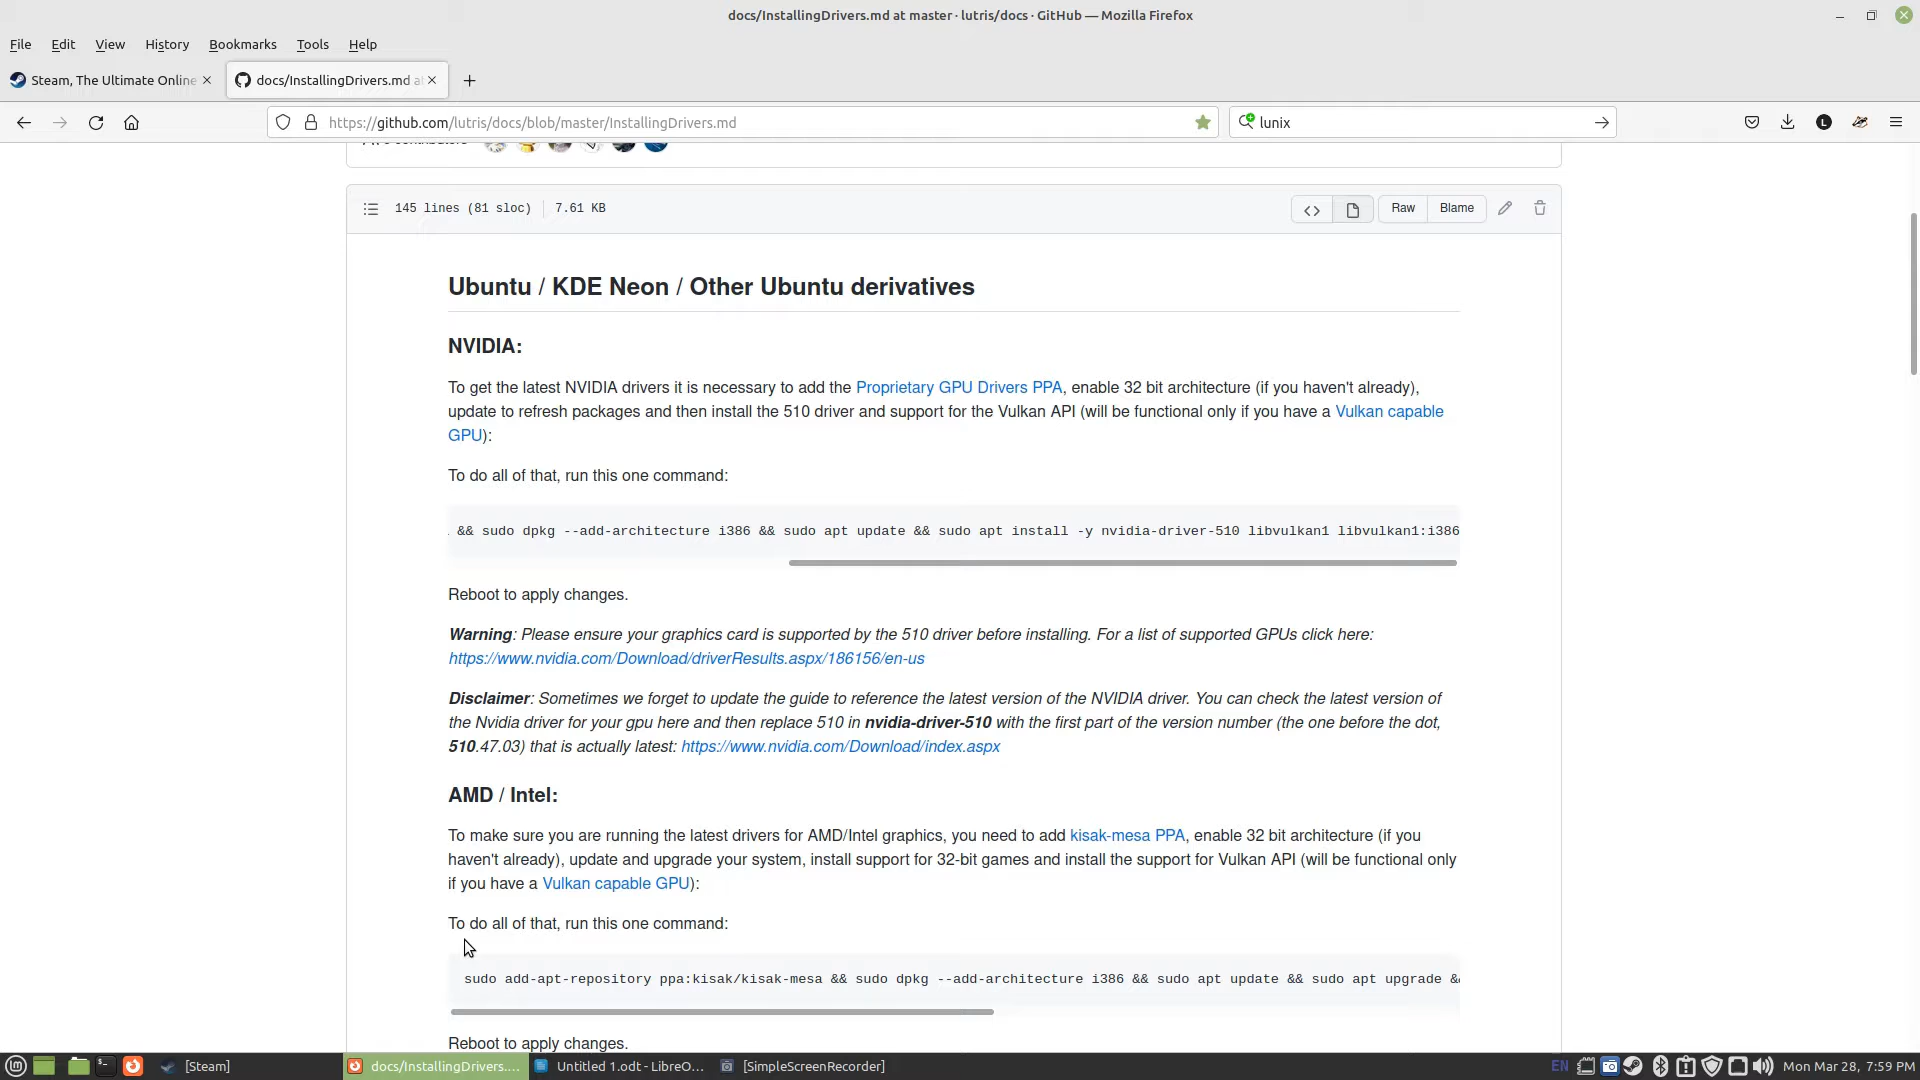 docs/InstallingDrivers.md at master · lutris/docs · GitHub — Mozilla Firefox
File Edit View History Bookmarks Tools Help
Steam, The Ultimate Online
docs/InstallingDrivers.md at
https://github.com/lutris/docs/blob/master/InstallingDrivers.md
lunix
145 lines (81 sloc) 7.61 KB
Raw Blame
Ubuntu / KDE Neon / Other Ubuntu derivatives
NVIDIA:
To get the latest NVIDIA drivers it is necessary to add the Proprietary GPU Drivers PPA, enable 32 bit architecture (if you haven't already),
update to refresh packages and then install the 510 driver and support for the Vulkan API (will be functional only if you have a Vulkan capable
GPU):
To do all of that, run this one command:
&& sudo dpkg --add-architecture i386 && sudo apt update && sudo apt install -y nvidia-driver-510 libvulkan1 libvulkan1:i386
Reboot to apply changes.
Warning: Please ensure your graphics card is supported by the 510 driver before installing. For a list of supported GPUs click here:
https://www.nvidia.com/Download/driverResults.aspx/186156/en-us
Disclaimer: Sometimes we forget to update the guide to reference the latest version of the NVIDIA driver. You can check the latest version of
the Nvidia driver for your gpu here and then replace 510 in nvidia-driver-510 with the first part of the version number (the one before the dot,
510.47.03) that is actually latest: https://www.nvidia.com/Download/index.aspx
AMD / Intel:
To make sure you are running the latest drivers for AMD/Intel graphics, you need to add kisak-mesa PPA, enable 32 bit architecture (if you
haven't already), update and upgrade your system, install support for 32-bit games and install the support for Vulkan API (will be functional only
if you have a Vulkan capable GPU):
To do all of that, run this one command:
sudo add-apt-repository ppa:kisak/kisak-mesa && sudo dpkg --add-architecture i386 && sudo apt update && sudo apt upgrade &&
Reboot to apply changes.
[Steam]
docs/InstallingDrivers....
Untitled 1.odt - LibreO...
[SimpleScreenRecorder]
EN
Mon Mar 28, 7:59 PM